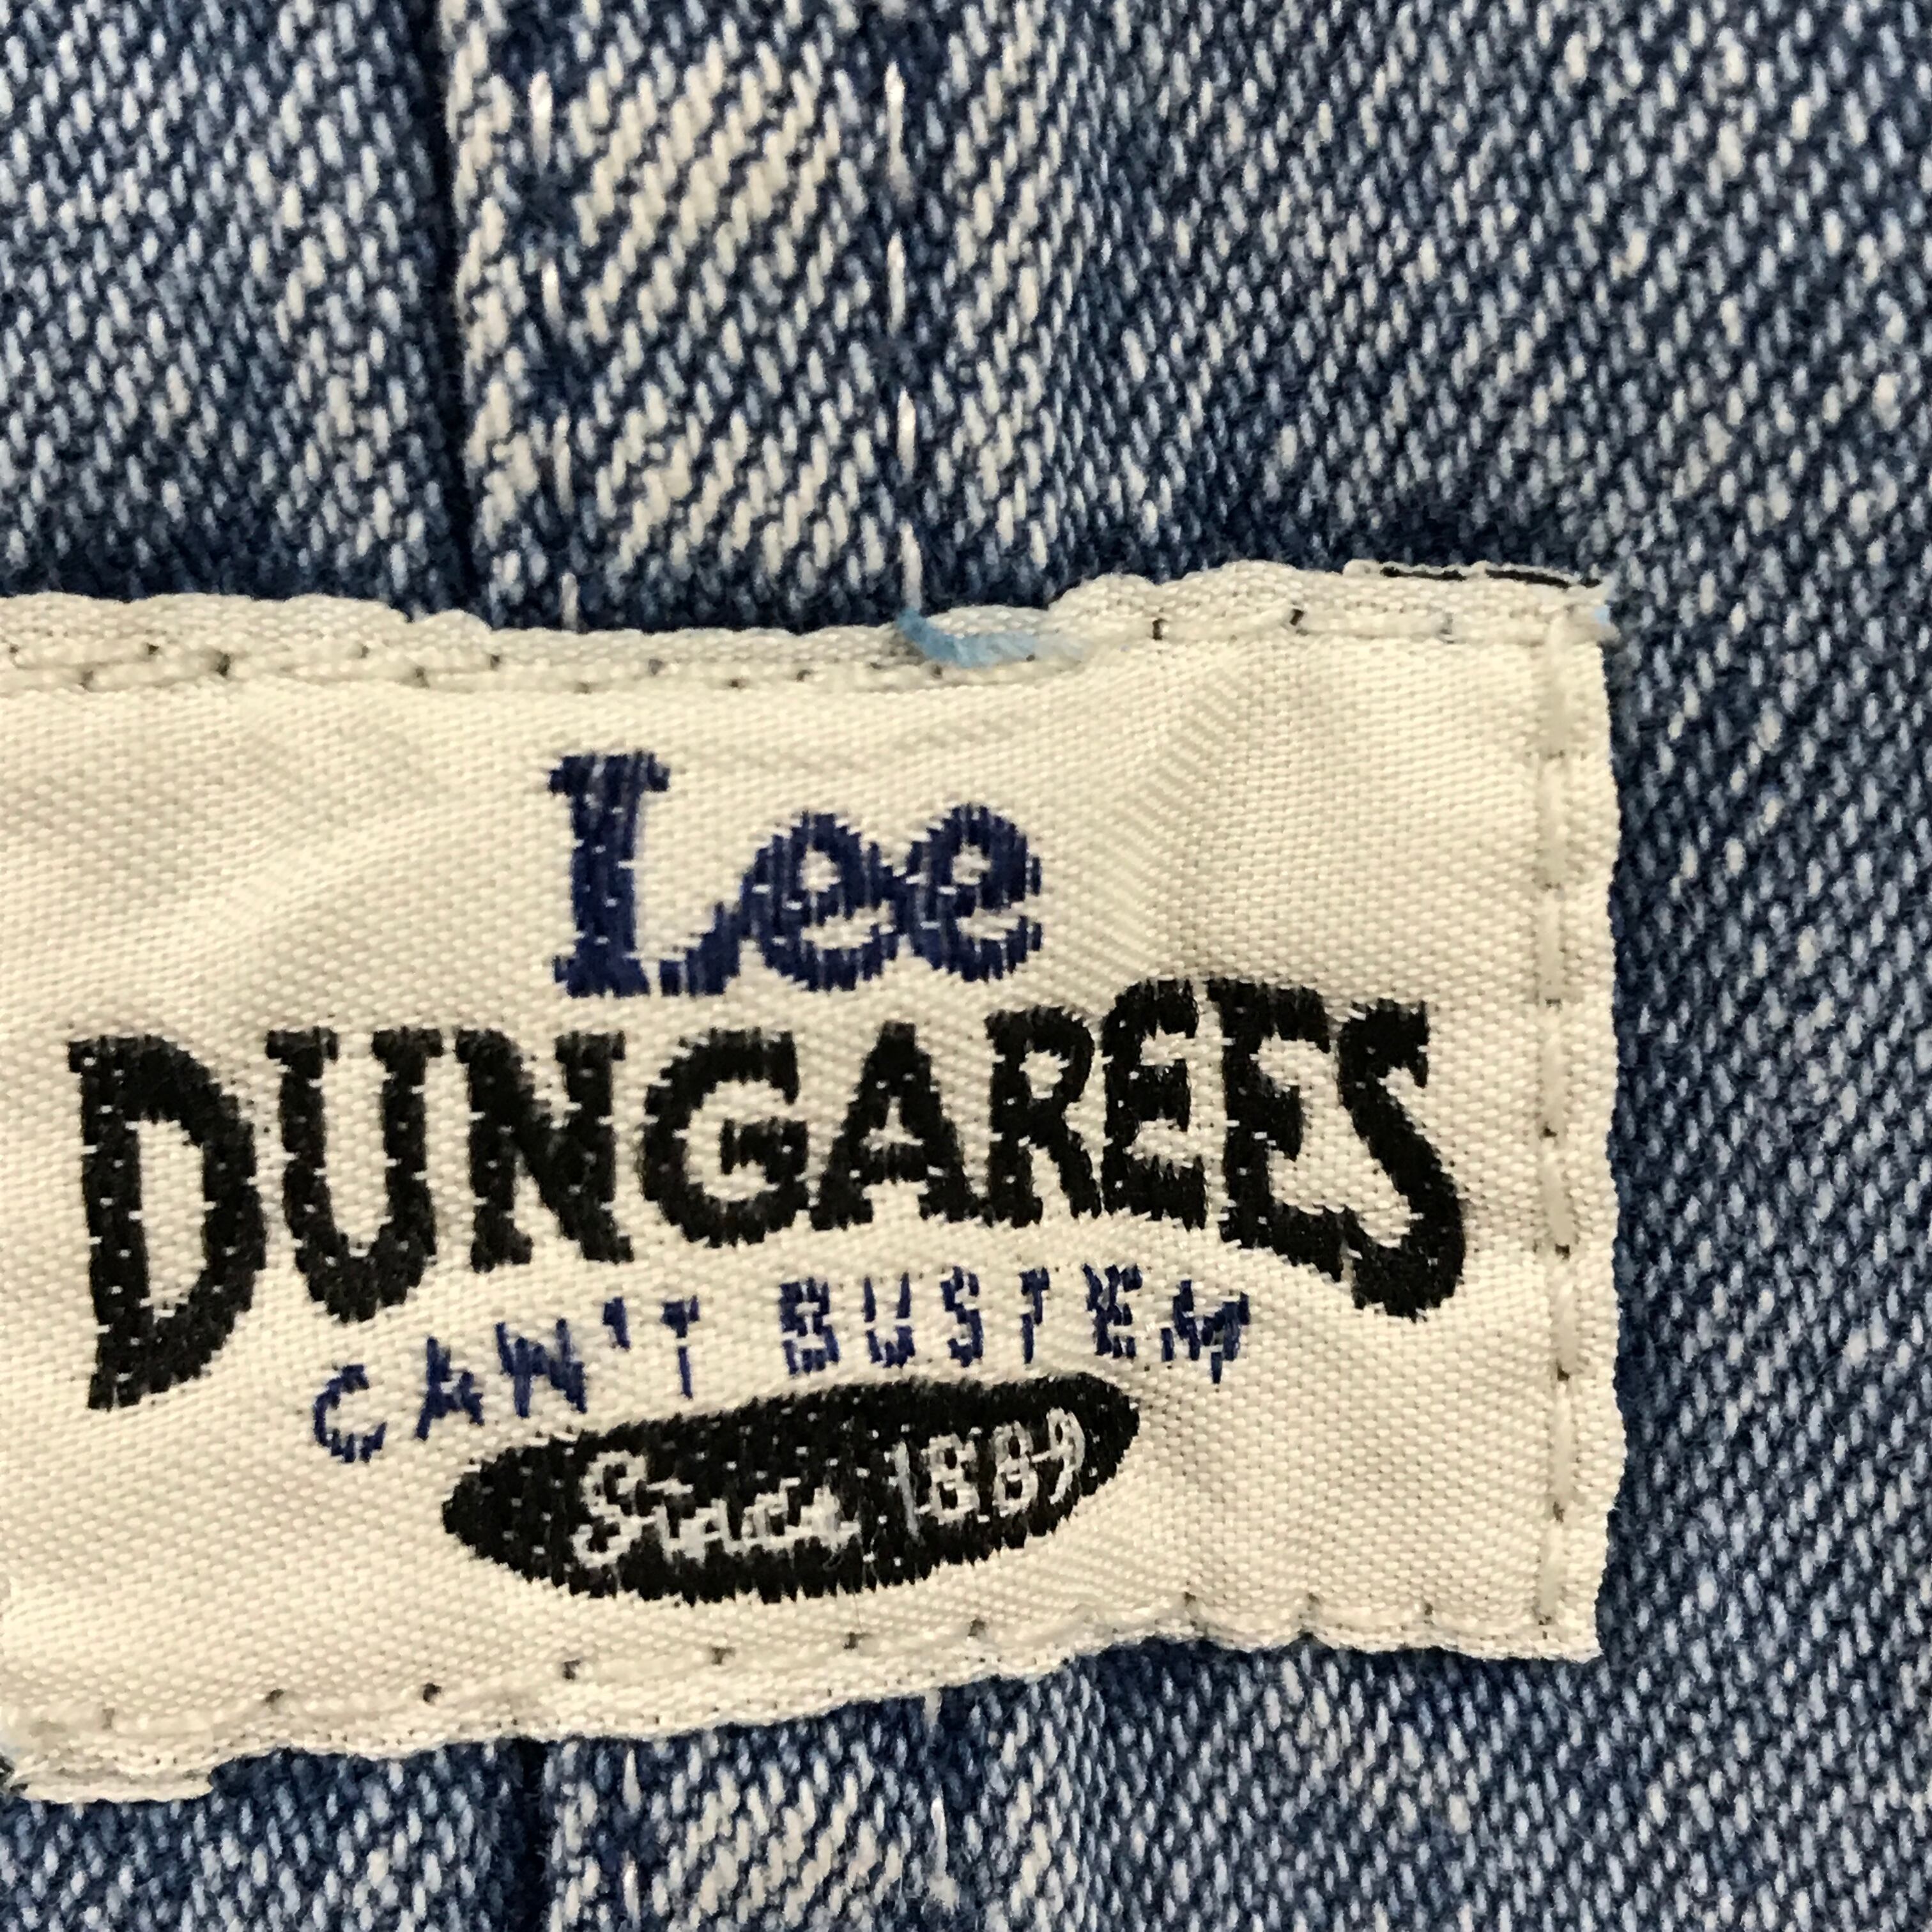 Lee
DUNGAREES
CAN'T BUST EM
Since 1889